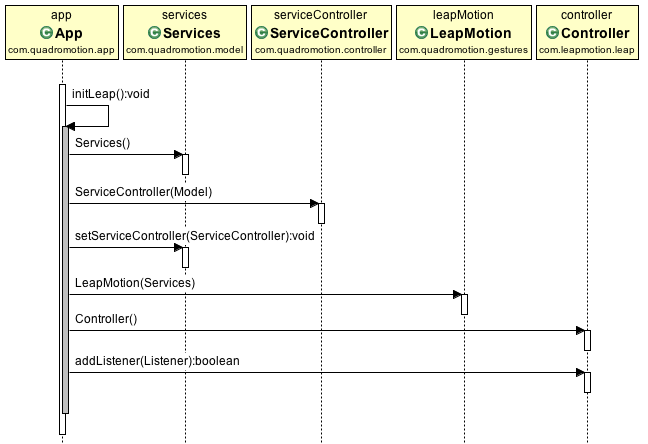 app
App
com.quadromotion.app
services
Services
com.quadromotion.model
serviceController
ServiceController
com.quadromotion.controller
leapMotion
LeapMotion
com.quadromotion.gestures
controller
Controller
com.leapmotion.leap
initLeap():void
Services()
ServiceController(Model)
setServiceController(ServiceController):void
LeapMotion(Services)
Controller()
addListener(Listener):boolean